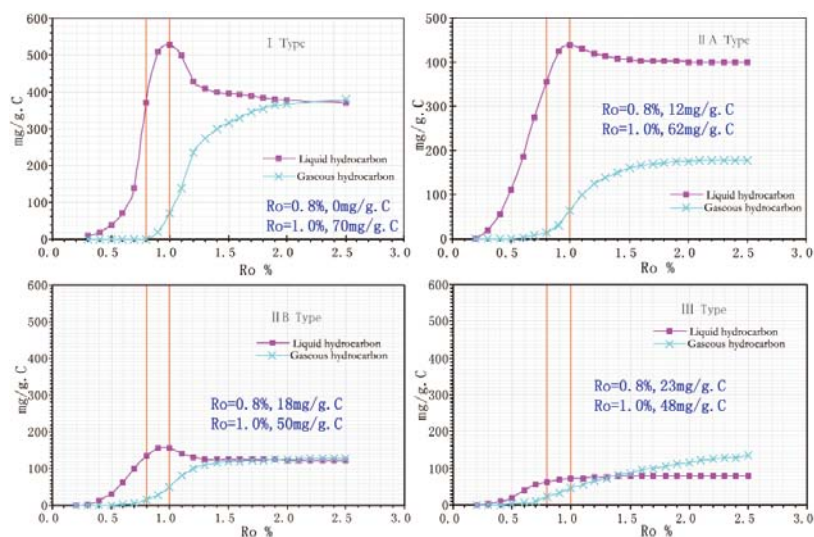 I Type
600
500
400
300
200
100
0
mg/g.C
Liquid hydrocarbon
Gaseous hydrocarbon
Ro=0.8%, 0mg/g.C
Ro=1.0%, 70mg/g.C
0.0 0.5 1.0 1.5 2.0 2.5 3.0
Ro %
II A Type
500
400
300
200
100
0
mg/g.C
Ro=0.8%, 12mg/g.C
Ro=1.0%, 62mg/g.C
Liquid hydrocarbon
Gaseous hydrocarbon
0.0 0.5 1.0 1.5 2.0 2.5 3.0
Ro %
II B Type
600
500
400
300
200
100
0
mg/g.C
Liquid hydrocarbon
Gaseous hydrocarbon
Ro=0.8%, 18mg/g.C
Ro=1.0%, 50mg/g.C
0.0 0.5 1.0 1.5 2.0 2.5 3.0
Ro %
III Type
600
500
400
300
200
100
0
mg/g.C
Liquid hydrocarbon
Gaseous hydrocarbon
Ro=0.8%, 23mg/g.C
Ro=1.0%, 48mg/g.C
0.0 0.5 1.0 1.5 2.0 2.5 3.0
Ro %